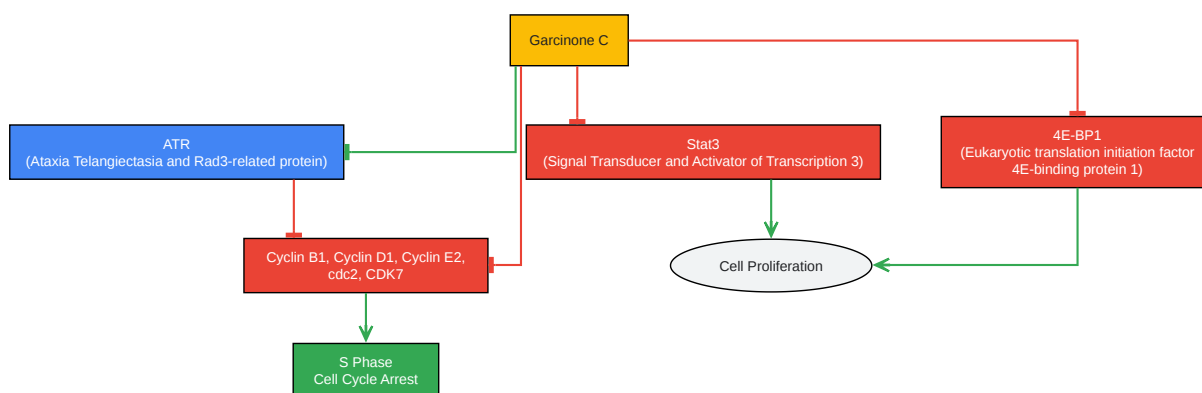 Garcinone C
ATR
(Ataxia Telangiectasia and Rad3-related protein)
Stat3
(Signal Transducer and Activator of Transcription 3)
4E-BP1
(Eukaryotic translation initiation factor
4E-binding protein 1)
Cyclin B1, Cyclin D1, Cyclin E2,
cdc2, CDK7
Cell Proliferation
S Phase
Cell Cycle Arrest